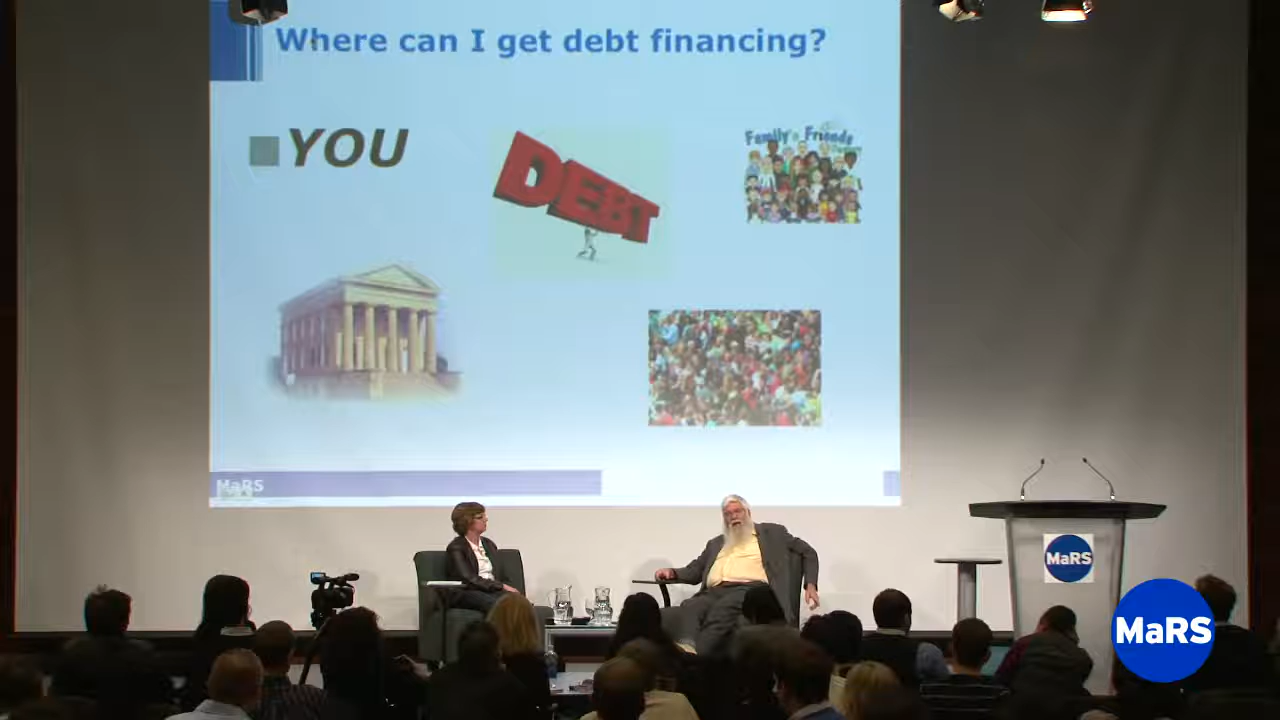 Where can I get debt financing?
YOU
DEBT
Family & Friends
MaRS
MaRS
MaRS